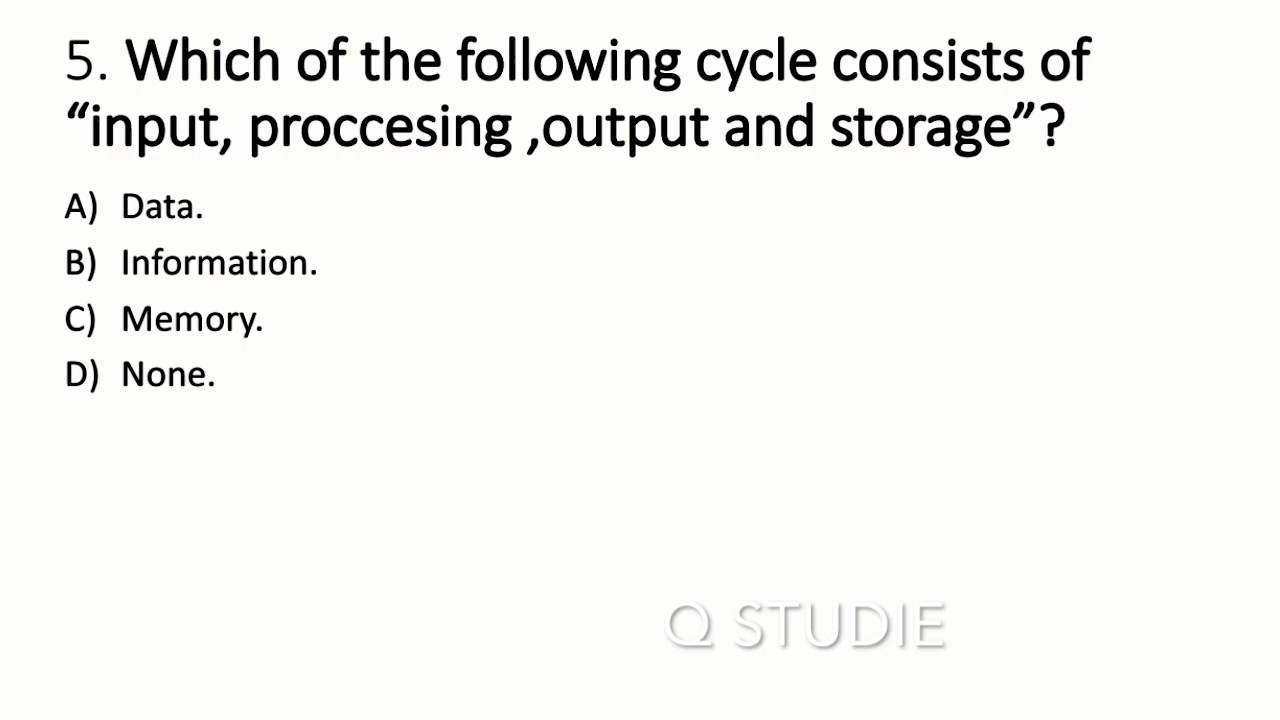 5. Which of the following cycle consists of
“input, proccesing ,output and storage”?
A) Data.
B) Information.
C) Memory.
D) None.
Q STUDIE